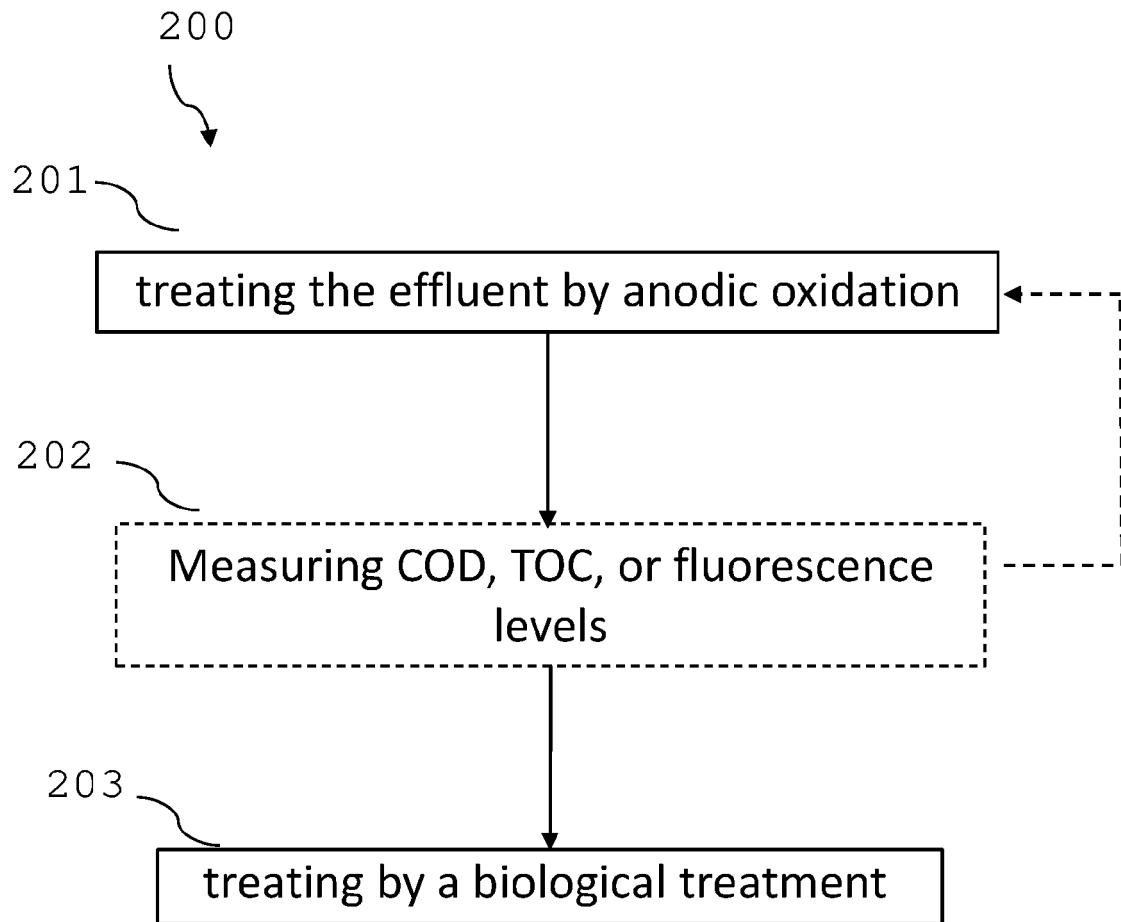 200
201
treating the effluent by anodic oxidation
202
Measuring COD, TOC, or fluorescence
levels
203
treating by a biological treatment